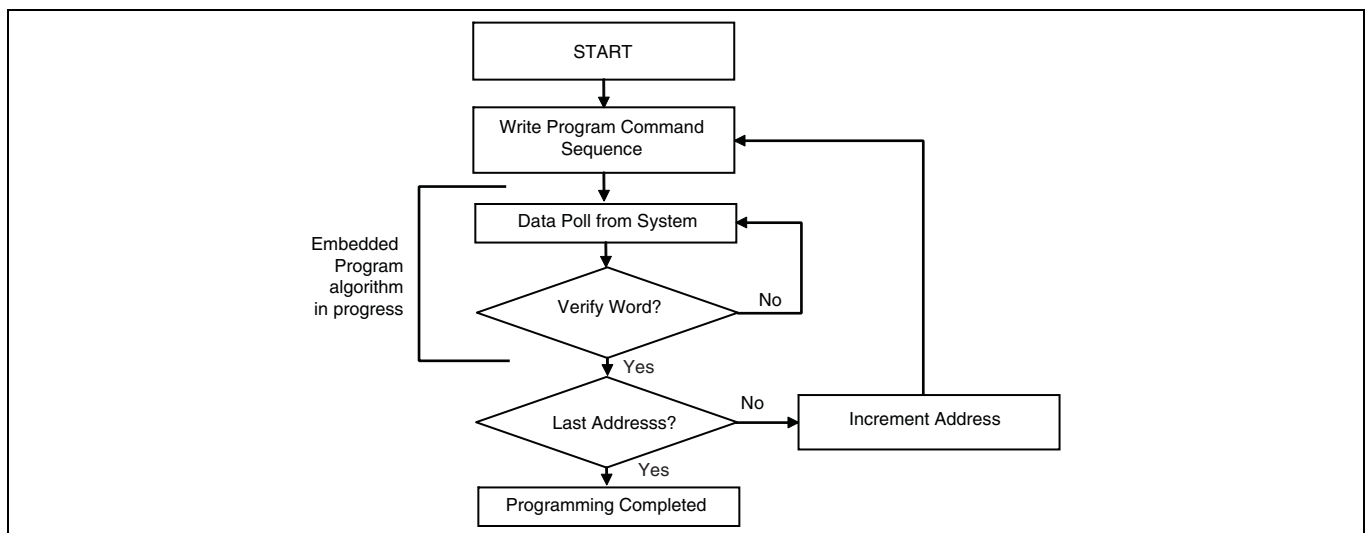 START
Write Program Command
Sequence
Data Poll from System
Embedded
Program
algorithm
in progress
Verify Word?
No
Yes
Last Addresss?
No
Increment Address
Yes
Programming Completed